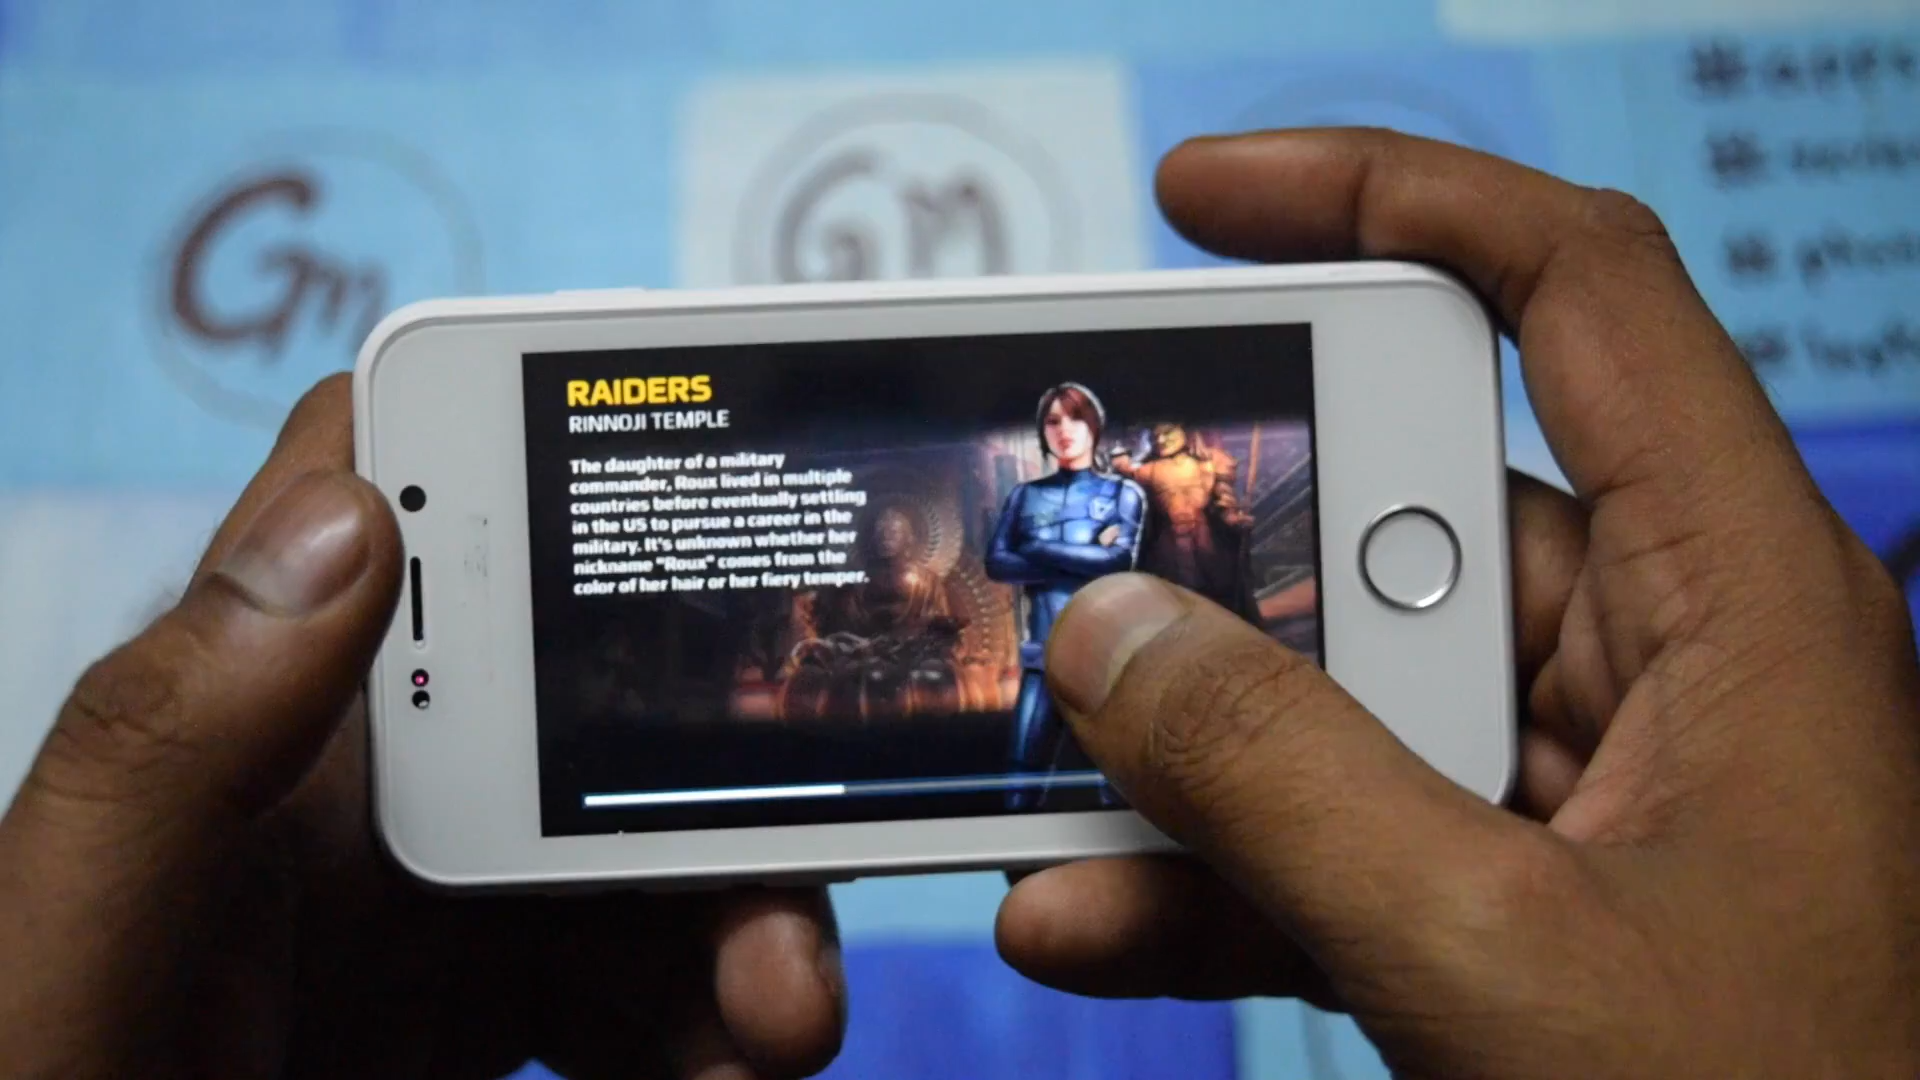 Gm
Gm
RAIDERS
RINNOJI TEMPLE
The daughter of a military
commander, Roux lived in multiple
countries before eventually settling
in the US to pursue a career in the
military. It's unknown whether her
nickname "Roux" comes from the
color of her hair or her fiery temper.